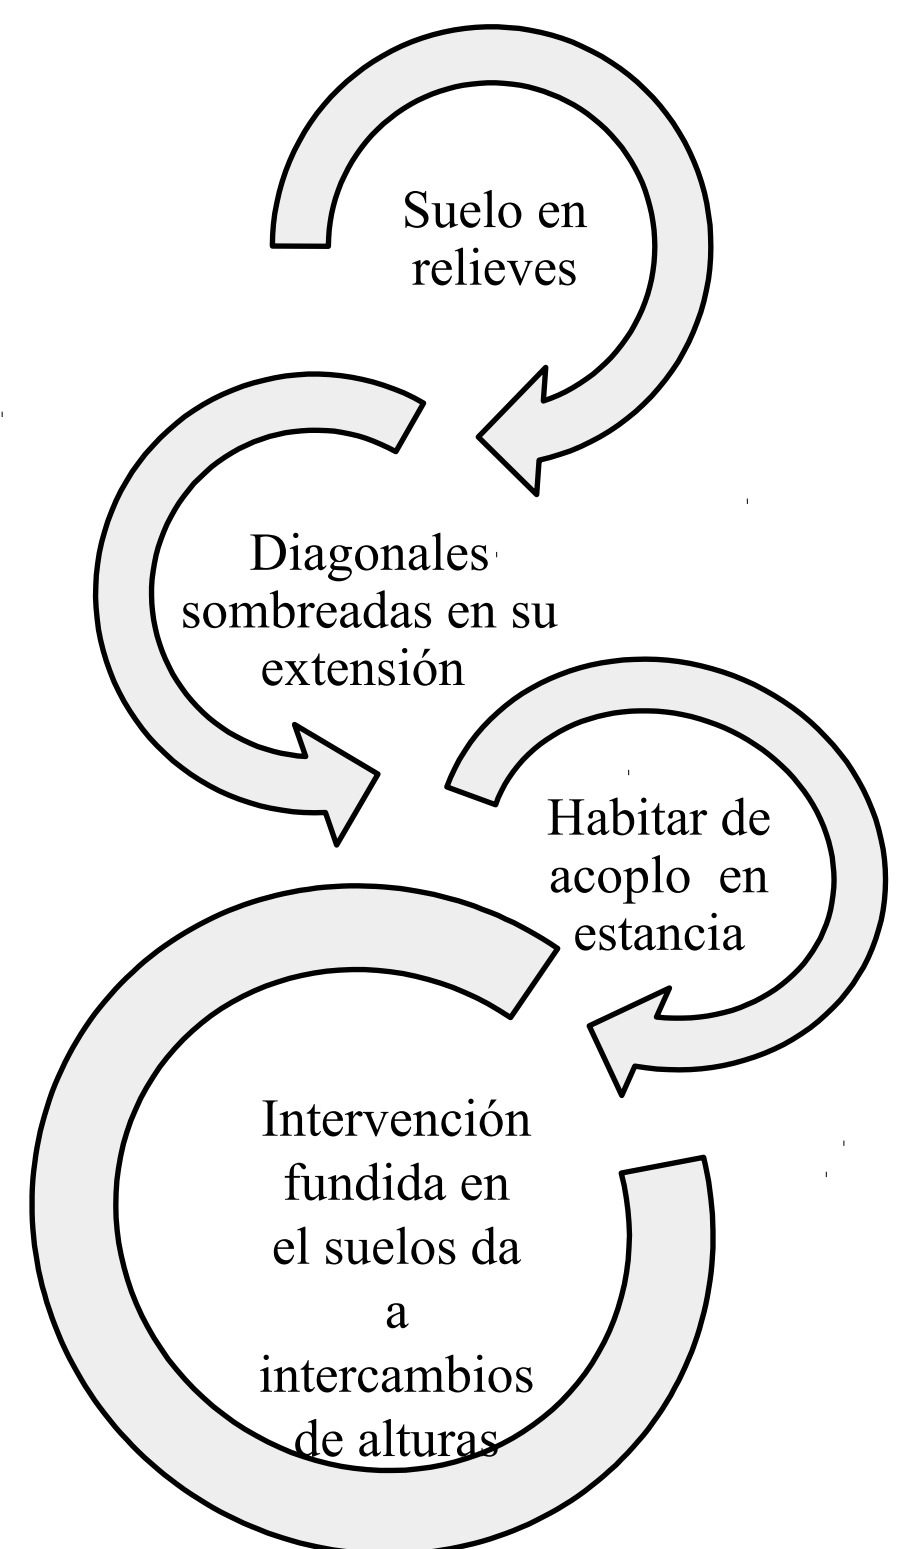 Suelo en
relieves
Diagonales
sombreadas en su
extensión
Habitar de
acoplo  en
estancia
Intervención
fundida en
el suelos da
a
intercambios
de alturas